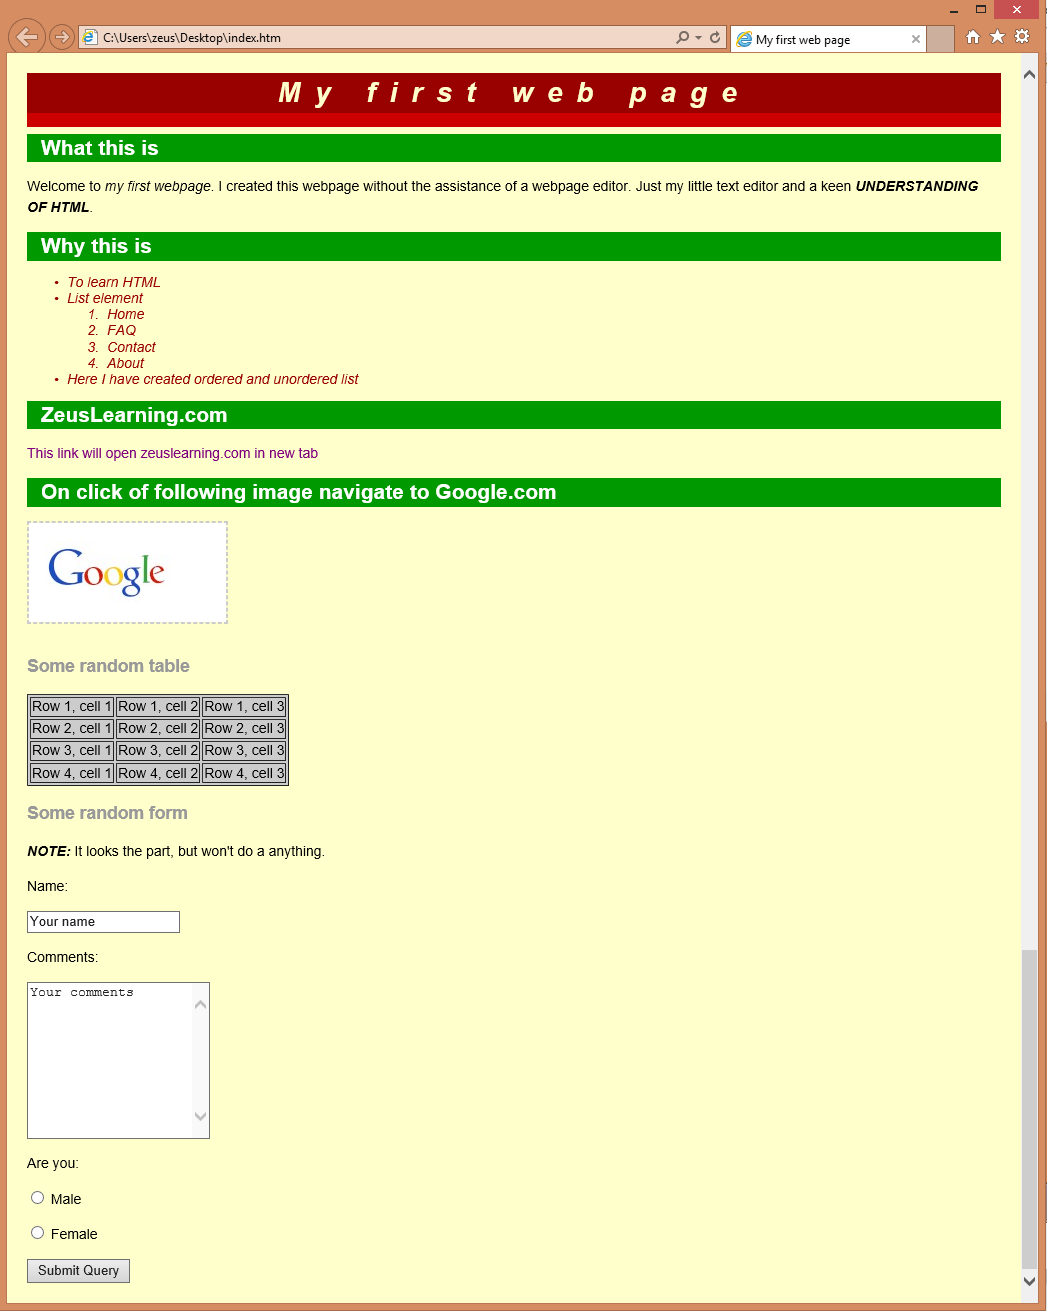 C:\Users\zeus\Desktop\index.htm
My first web page
My first web page
What this is
Welcome to my first webpage. I created this webpage without the assistance of a webpage editor. Just my little text editor and a keen UNDERSTANDING
OF HTML.
Why this is
• To learn HTML
• List element
1. Home
2. FAQ
3. Contact
4. About
• Here I have created ordered and unordered list
ZeusLearning.com
This link will open zeuslearning.com in new tab
On click of following image navigate to Google.com
Google
Some random table
Row 1, cell 1 Row 1, cell 2 Row 1, cell 3
Row 2, cell 1 Row 2, cell 2 Row 2, cell 3
Row 3, cell 1 Row 3, cell 2 Row 3, cell 3
Row 4, cell 1 Row 4, cell 2 Row 4, cell 3
Some random form
NOTE: It looks the part, but won't do a anything.
Name:
Your name
Comments:
Your comments
Are you:
Male
Female
Submit Query